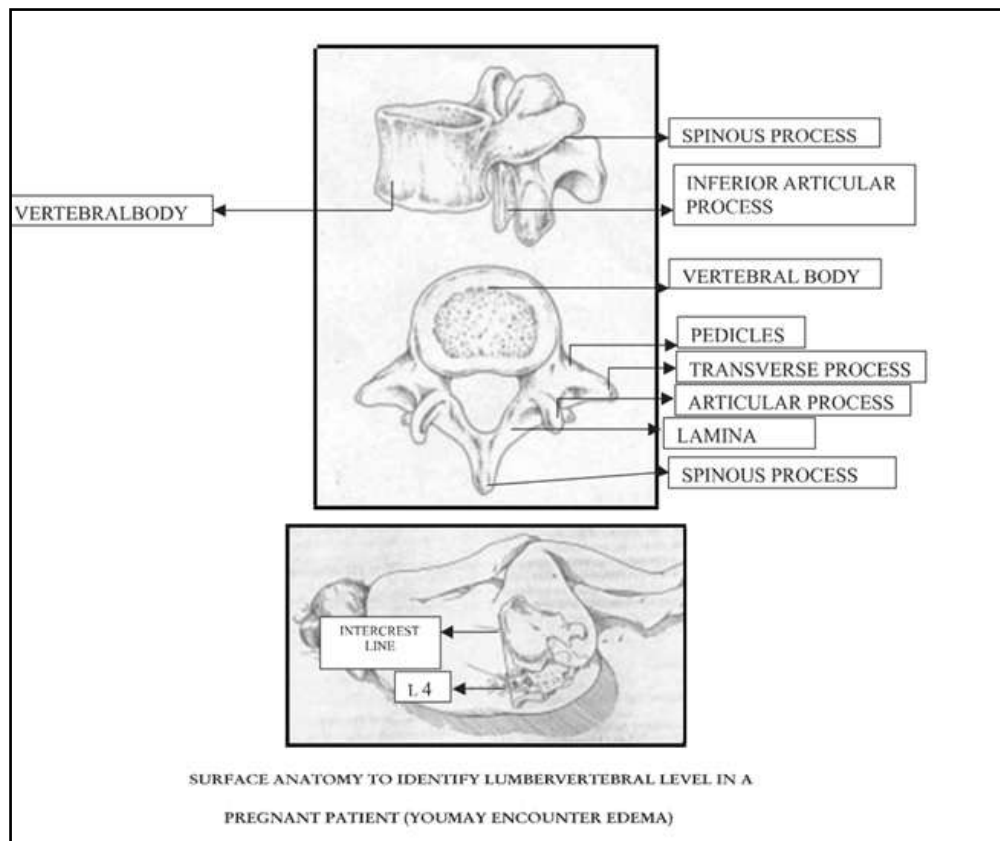 SPINOUS PROCESS
INFERIOR ARTICULAR
PROCESS
VERTEBRALBODY
VERTEBRAL BODY
PEDICLES
TRANSVERSE PROCESS
ARTICULAR PROCESS
LAMINA
SPINOUS PROCESS
INTERCREST
LINE
L 4
SURFACE ANATOMY TO IDENTIFY LUMBERVERTEBRAL LEVEL IN A
PREGNANT PATIENT (YOUMAY ENCOUNTER EDEMA)